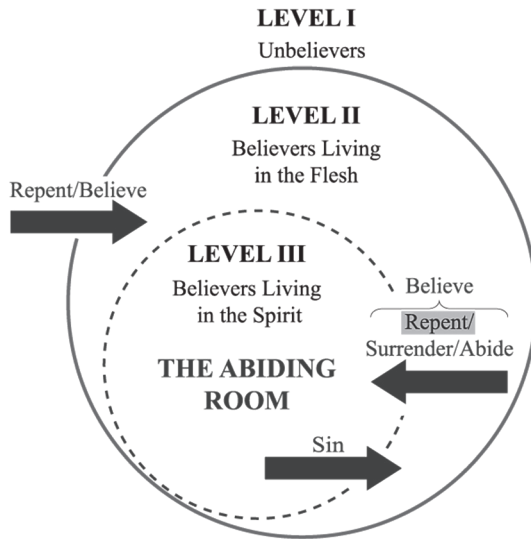 LEVEL I
Unbelievers
LEVEL II
Believers Living
in the Flesh
Repent/Believe
LEVEL III
Believers Living
in the Spirit
Believe
Repent/
Surrender/Abide
THE ABIDING
ROOM
Sin